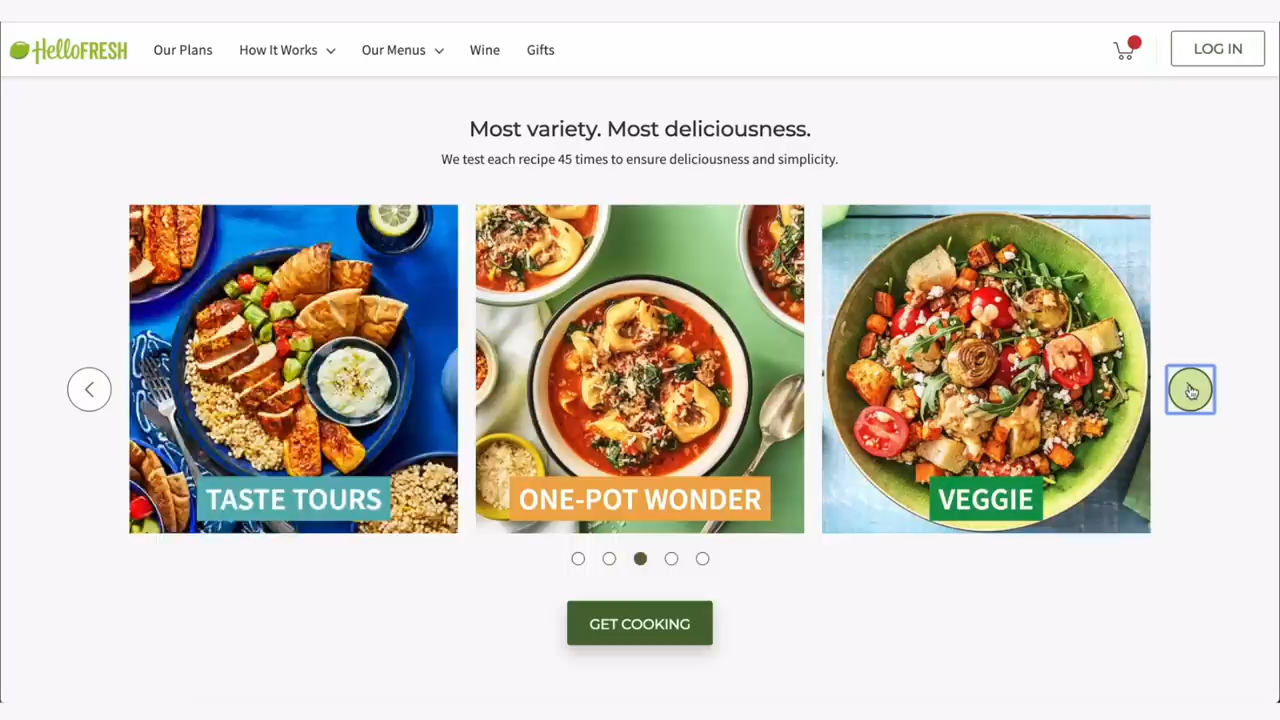 HelloFRESH
Our Plans
How It Works
Our Menus
Wine
Gifts
LOG IN
Most variety. Most deliciousness.
We test each recipe 45 times to ensure deliciousness and simplicity.
TASTE TOURS
ONE-POT WONDER
VEGGIE
GET COOKING